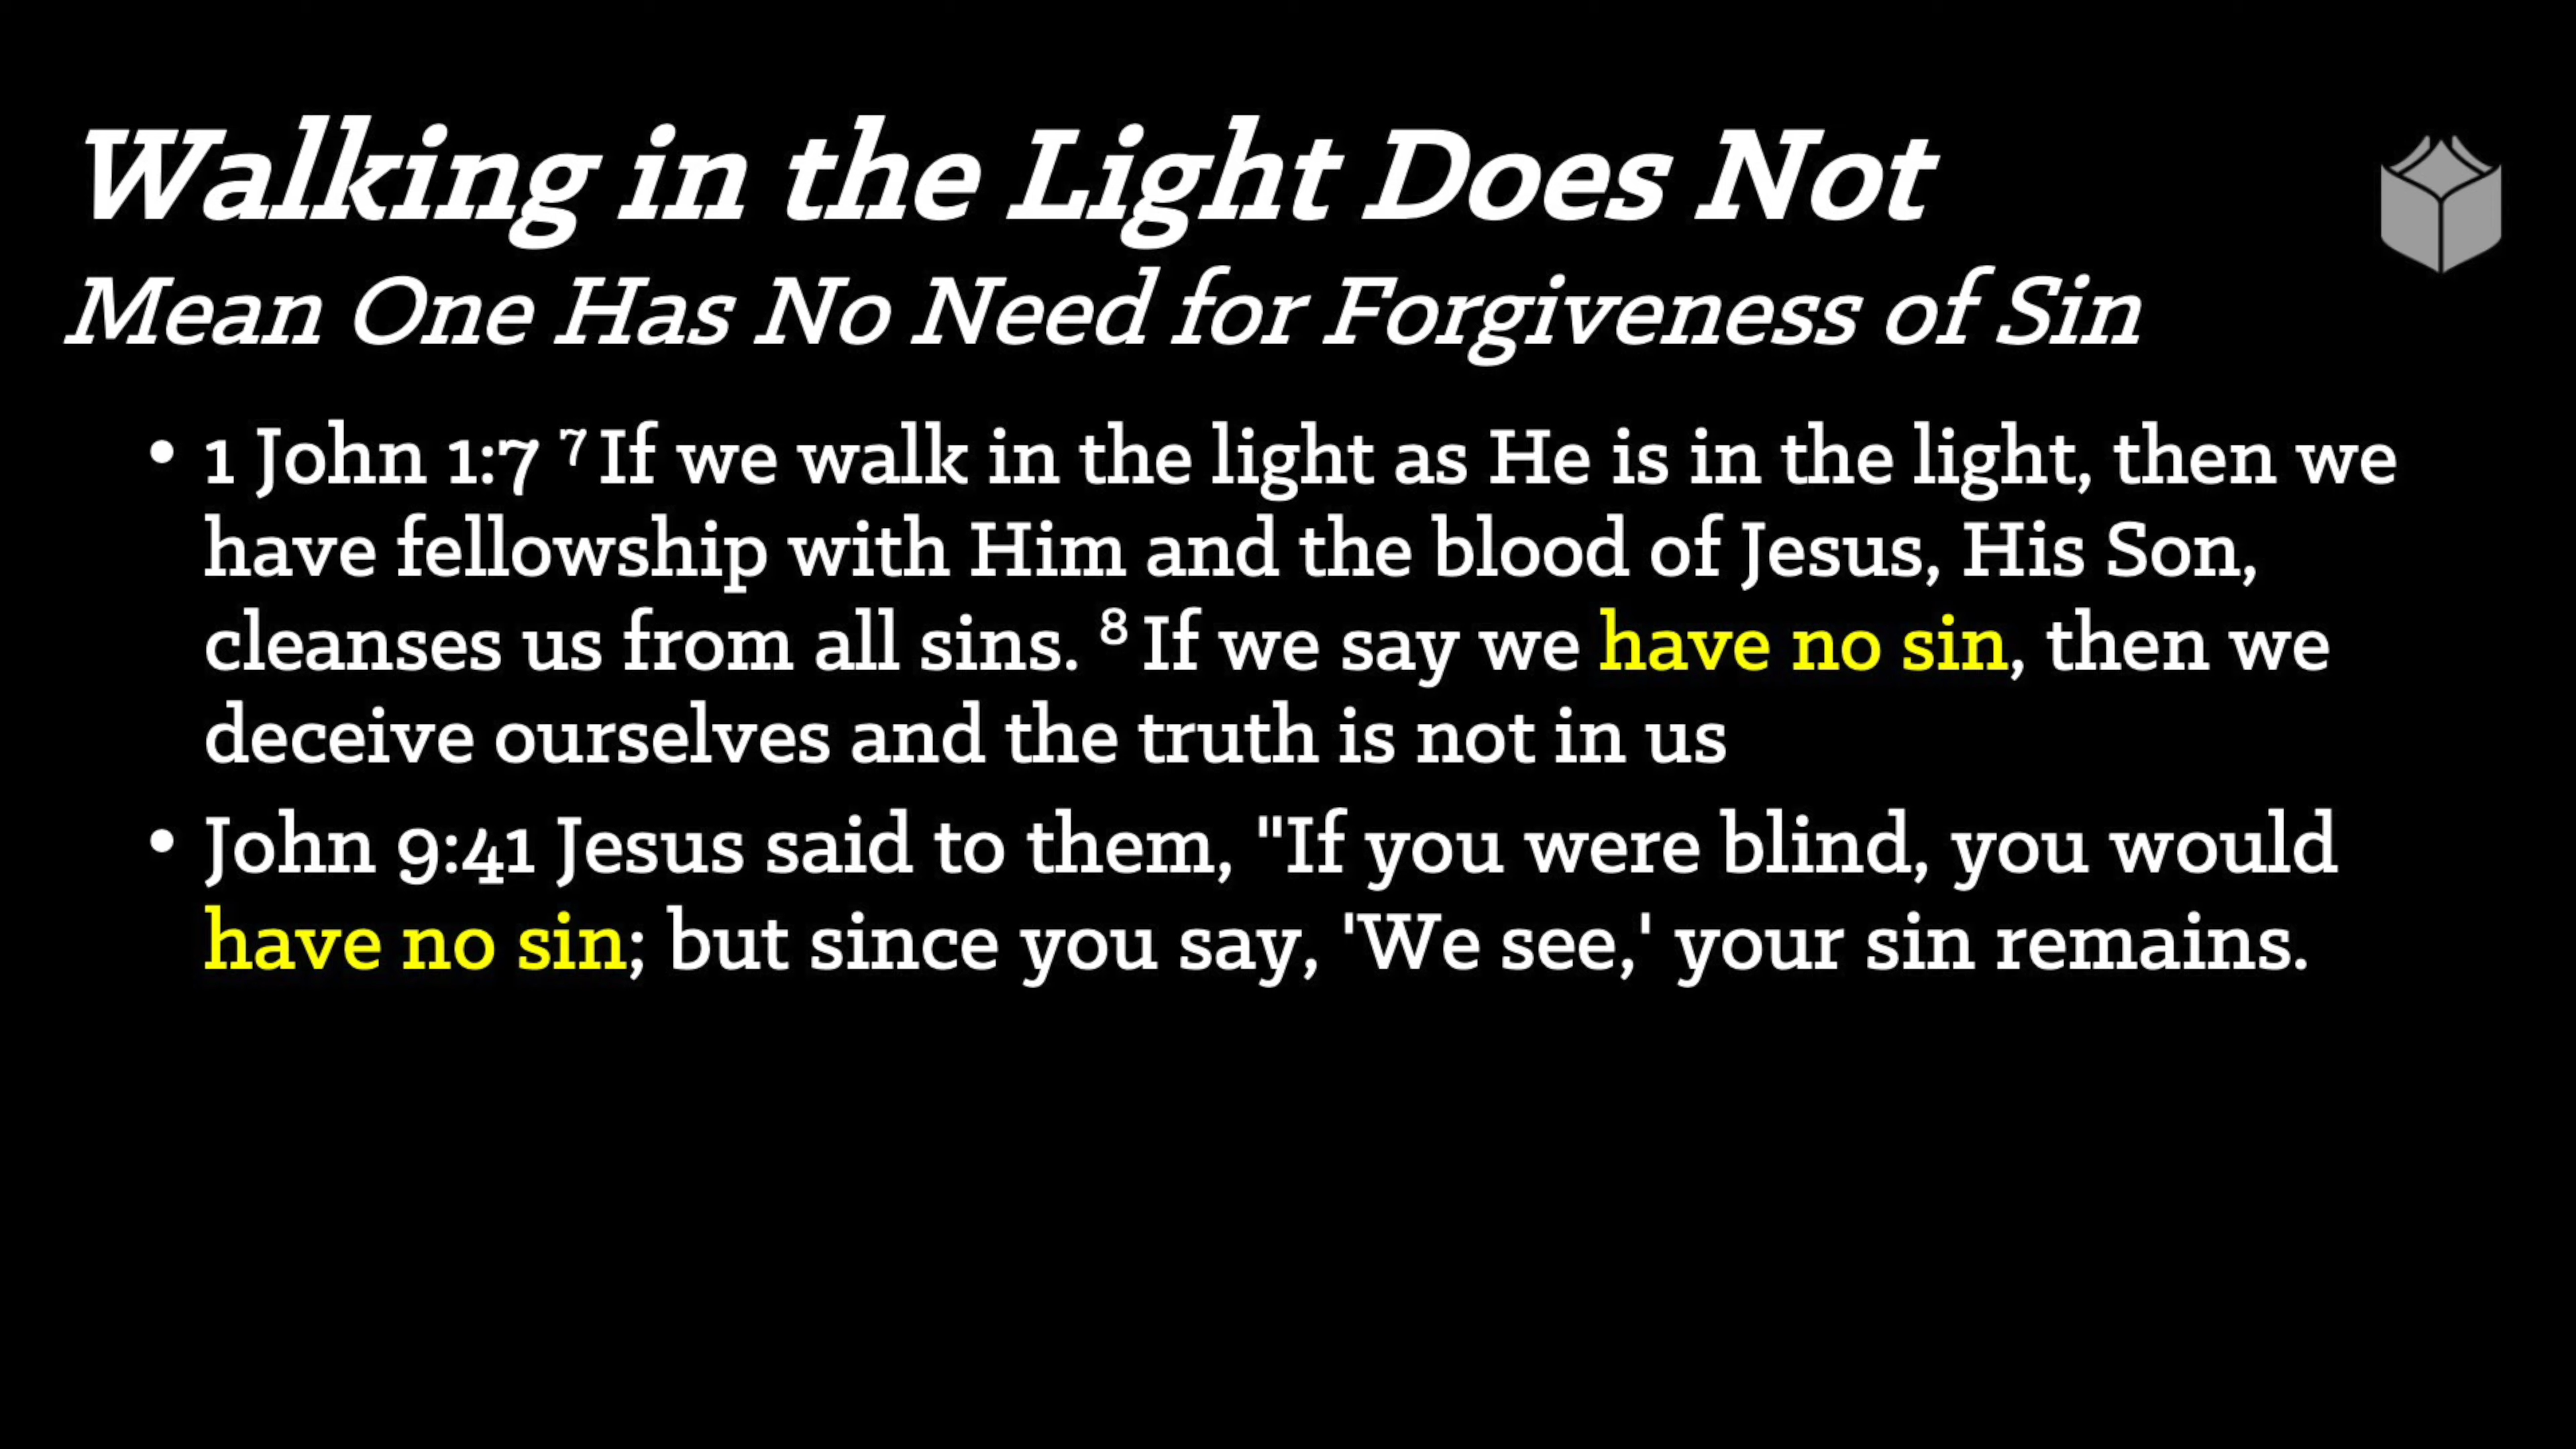 Walking in the Light Does Not
Mean One Has No Need for Forgiveness of Sin
• 1 John 1:7 ⁷ If we walk in the light as He is in the light, then we
have fellowship with Him and the blood of Jesus, His Son,
cleanses us from all sins. ⁸ If we say we have no sin, then we
deceive ourselves and the truth is not in us
• John 9:41 Jesus said to them, "If you were blind, you would
have no sin; but since you say, 'We see,' your sin remains.